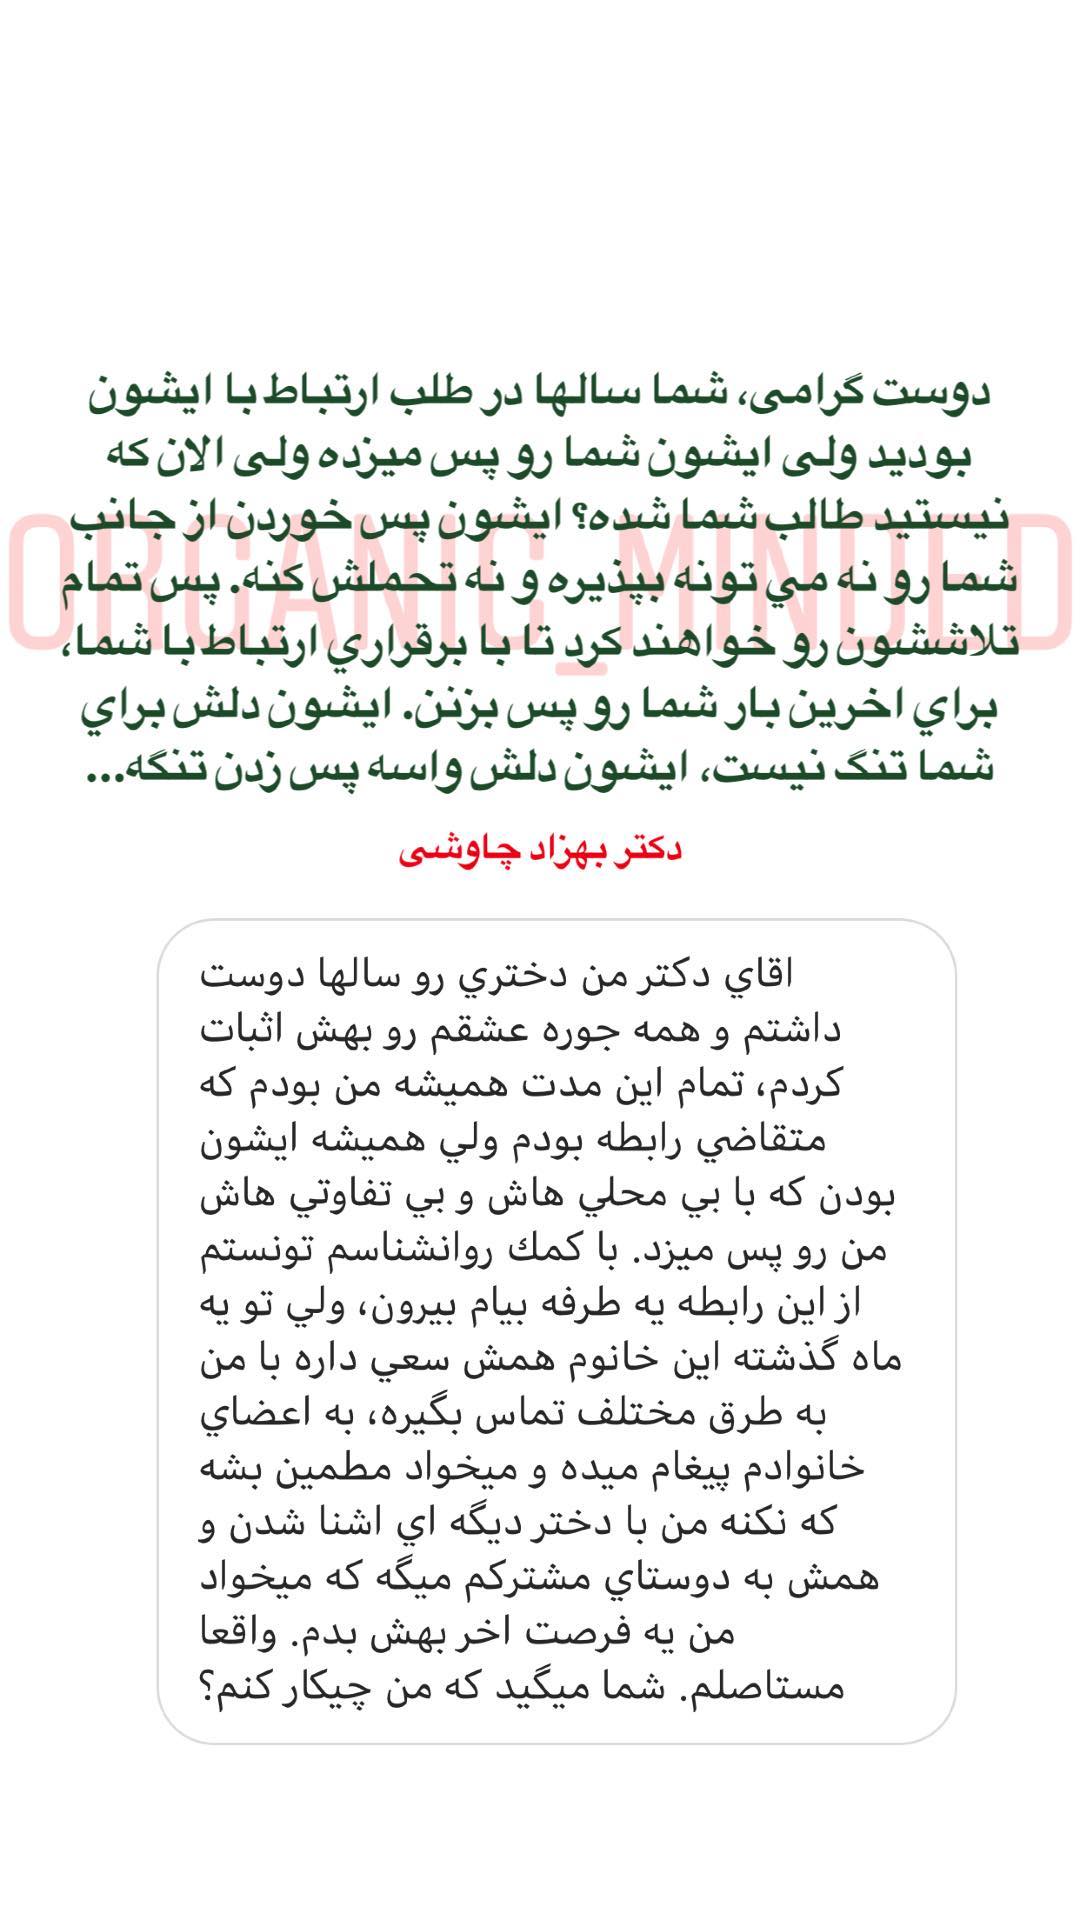 دوست گرامی، شما سالها در طلب ارتباط با ایشون
بودید ولی ایشون شما رو پس میزده ولی الان که
نیستید طالب شما شده؟ ایشون پس خوردن از جانب
شما رو نه مي تونه بپذیره و نه تحملش کنه. پس تمام
تلاششون رو خواهند کرد تا با برقراري ارتباط با شما،
براي اخرین بار شما رو پس بزنن. ایشون دلش براي
شما تنگ نیست، ایشون دلش واسه پس زدن تنگه...
ORGANIC_MINDED
دکتر بهزاد چاوشی
اقاي دكتر من دختري رو سالها دوست
داشتم و همه جوره عشقم رو بهش اثبات
كردم، تمام اين مدت هميشه من بودم كه
متقاضي رابطه بودم ولي هميشه ايشون
بودن كه با بي محلي هاش و بي تفاوتي هاش
من رو پس ميزد. با كمك روانشناسم تونستم
از اين رابطه يه طرفه بيام بيرون، ولي تو يه
ماه گذشته اين خانوم همش سعي داره با من
به طرق مختلف تماس بگيره، به اعضاي
خانوادم پيغام ميده و ميخواد مطمين بشه
كه نكنه من با دختر ديگه اي اشنا شدن و
همش به دوستاي مشتركم ميگه كه ميخواد
من يه فرصت اخر بهش بدم. واقعا
مستاصلم. شما ميگيد كه من چيكار كنم؟